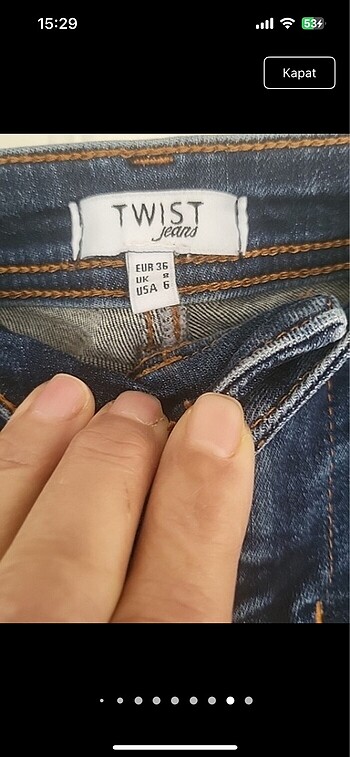 15:29
53
Kapat
TWIST
jeans
EUR 36
UK 8
USA 6